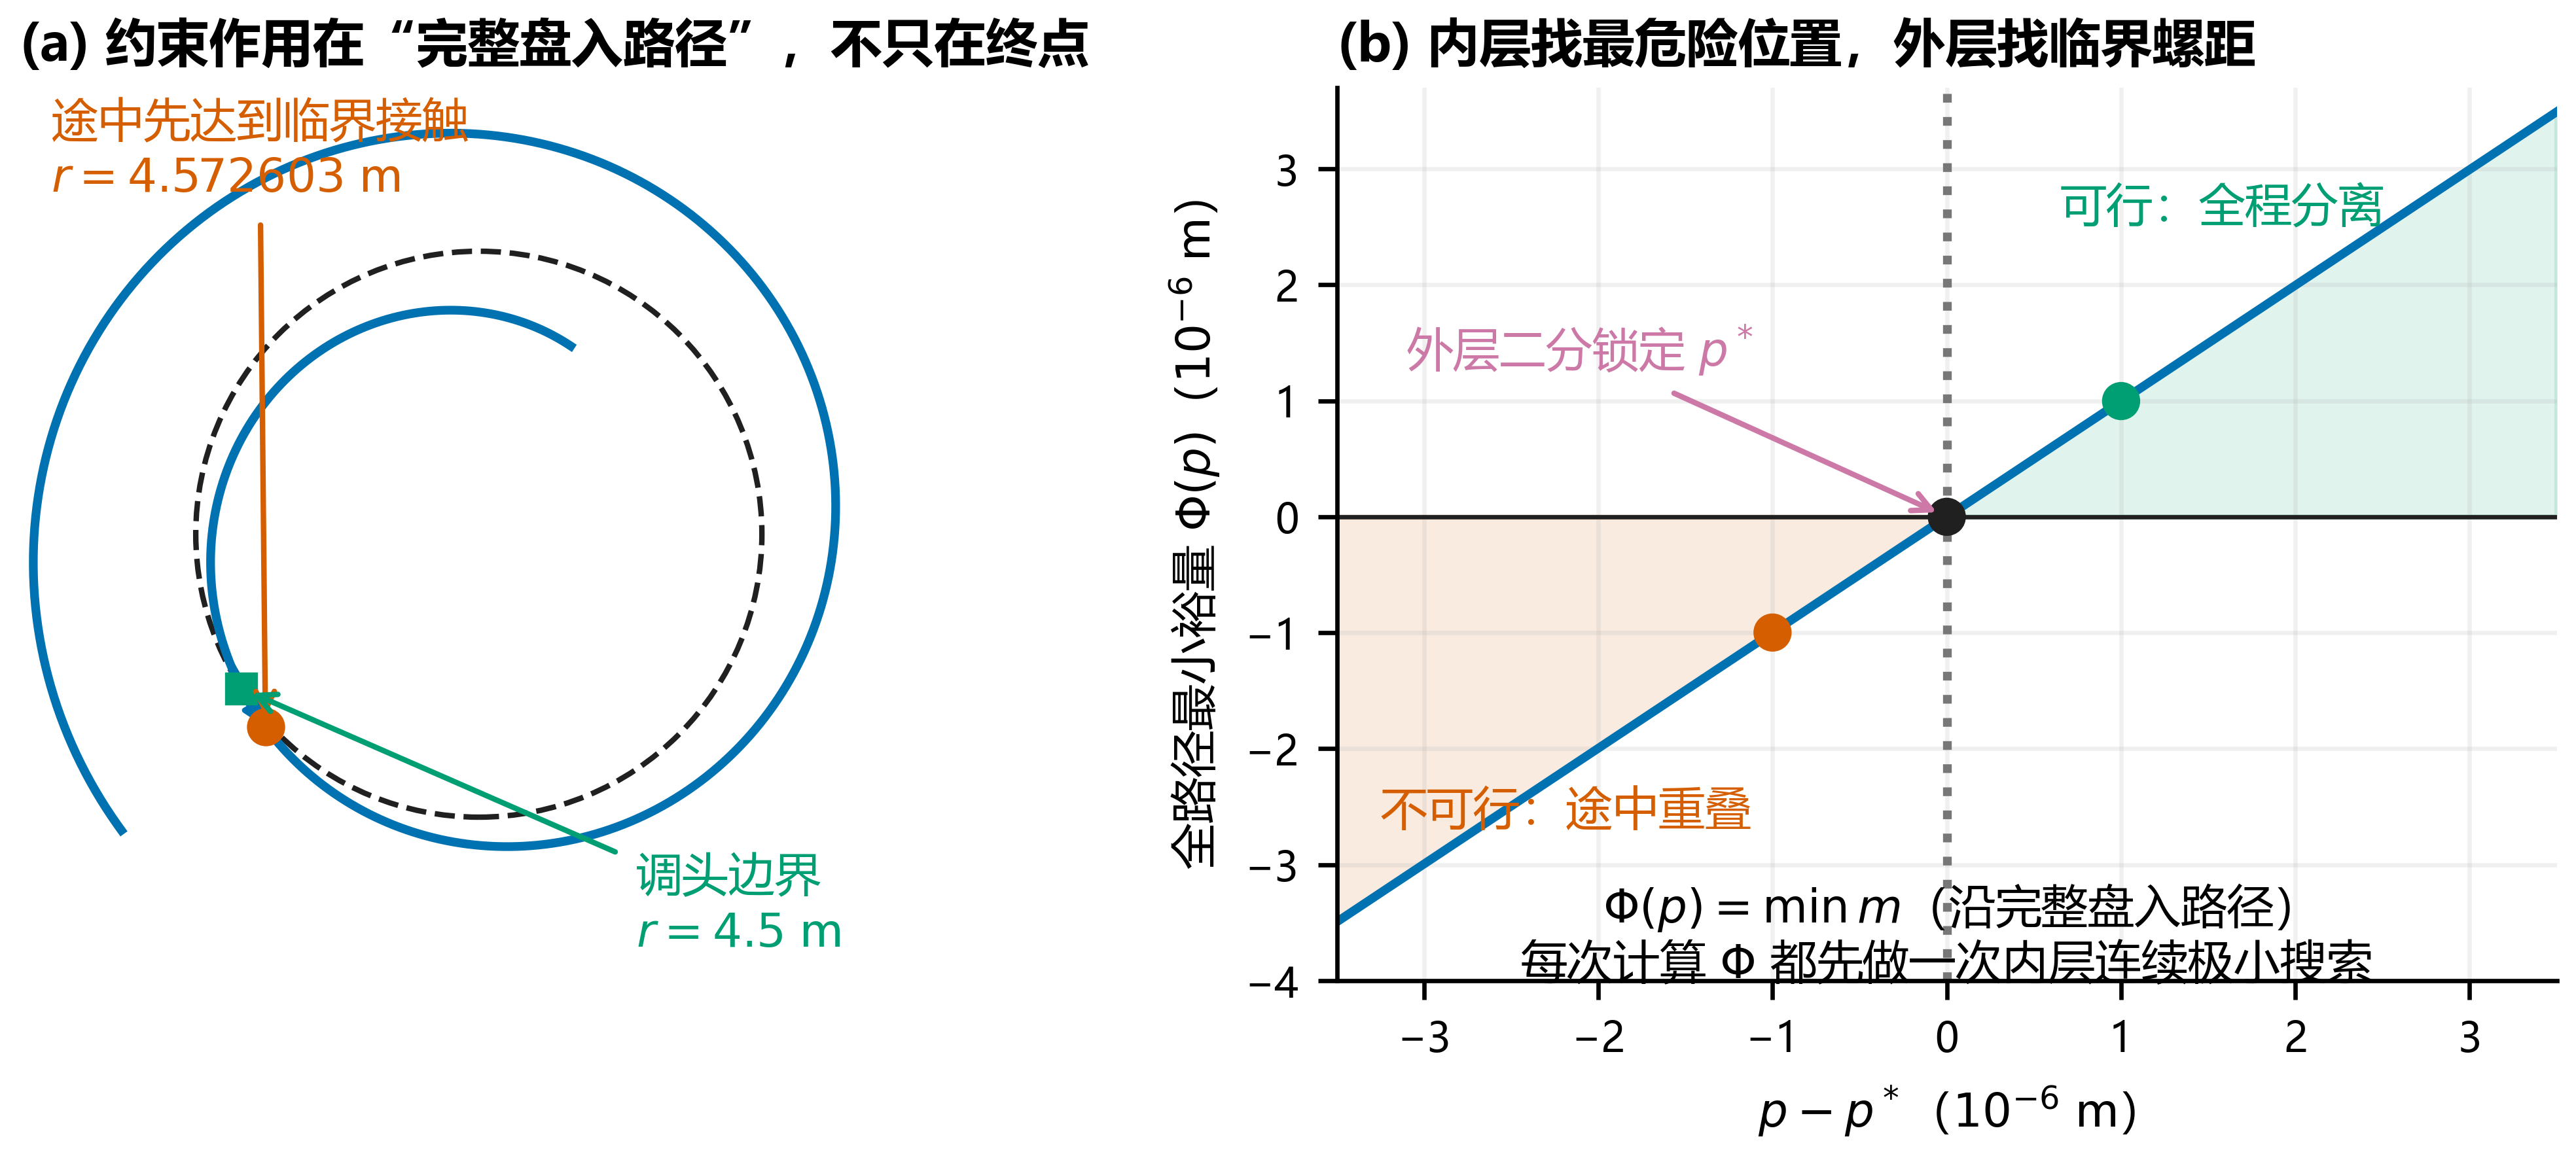 (a) 约束作用在“完整盘入路径”，不只在终点
途中先达到临界接触
r = 4.572603 m
调头边界
r = 4.5 m
(b) 内层找最危险位置，外层找临界螺距
全路径最小裕量 Φ(p)（10⁻⁶ m）
3
2
1
0
−1
−2
−3
−4
可行：全程分离
外层二分锁定 p*
不可行：途中重叠
Φ(p) = min m（沿完整盘入路径）
每次计算 Φ 都先做一次内层连续极小搜索
−3
−2
−1
0
1
2
3
p − p*（10⁻⁶ m）